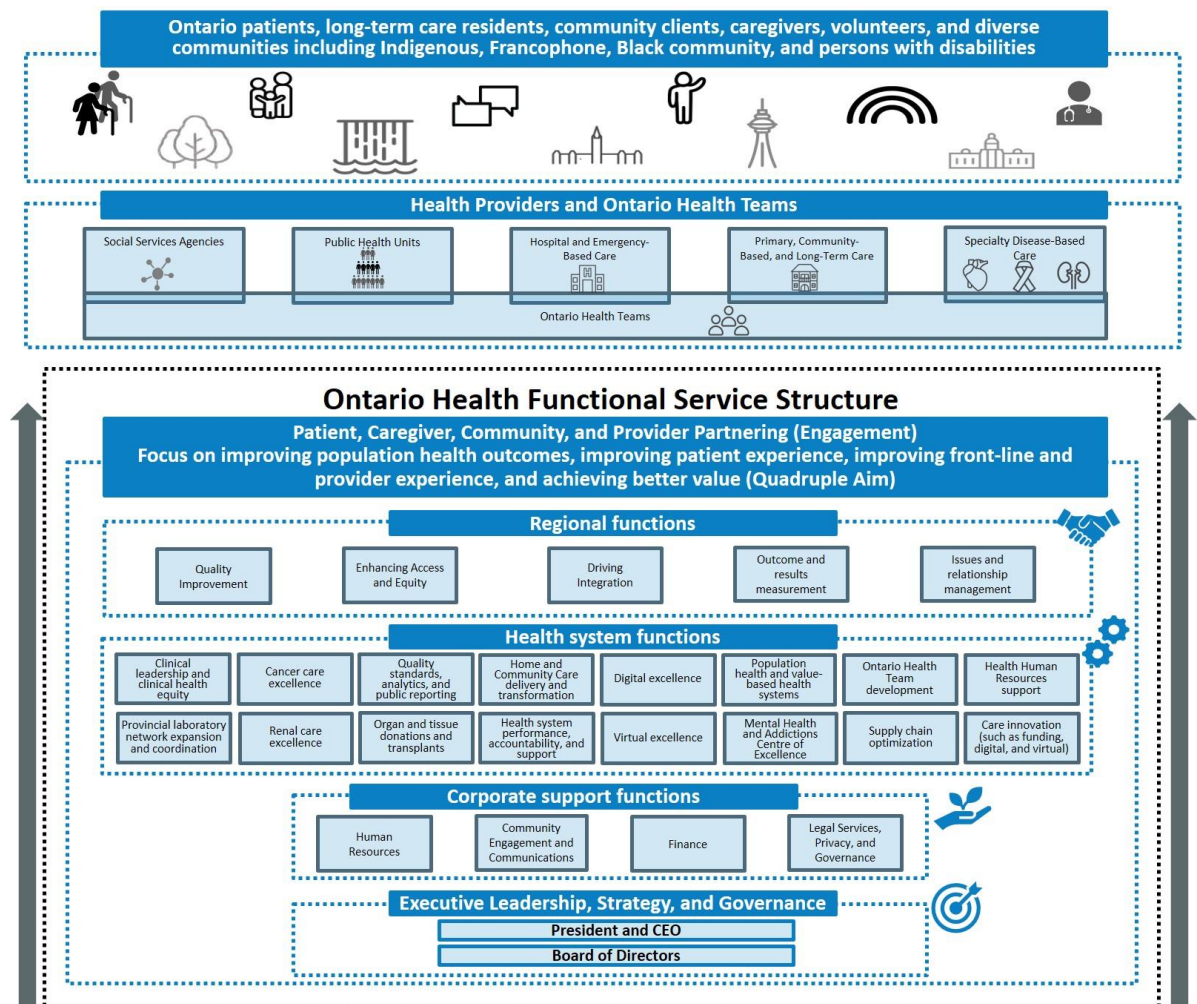 Ontario patients, long-term care residents, community clients, caregivers, volunteers, and diverse
communities including Indigenous, Francophone, Black community, and persons with disabilities
Health Providers and Ontario Health Teams
Social Services Agencies
Public Health Units
Hospital and Emergency-
Based Care
H
Primary, Community-
Based, and Long-Term Care
Specialty Disease-Based
Care
Ontario Health Teams
Ontario Health Functional Service Structure
Patient, Caregiver, Community, and Provider Partnering (Engagement)
Focus on improving population health outcomes, improving patient experience, improving front-line and
provider experience, and achieving better value (Quadruple Aim)
Regional functions
Quality
Improvement
Enhancing Access
and Equity
Driving
Integration
Outcome and
results
measurement
Issues and
relationship
management
Health system functions
Clinical
leadership and
clinical health
equity
Cancer care
excellence
Quality
standards,
analytics, and
public reporting
Home and
Community Care
delivery and
transformation
Digital excellence
Population
health and value-
based health
systems
Ontario Health
Team
development
Health Human
Resources
support
Provincial laboratory
network expansion
and coordination
Renal care
excellence
Organ and tissue
donations and
transplants
Health system
performance,
accountability, and
support
Virtual excellence
Mental Health
and Addictions
Centre of
Excellence
Supply chain
optimization
Care innovation
(such as funding,
digital, and virtual)
Corporate support functions
Human
Resources
Community
Engagement and
Communications
Finance
Legal Services,
Privacy, and
Governance
Executive Leadership, Strategy, and Governance
President and CEO
Board of Directors